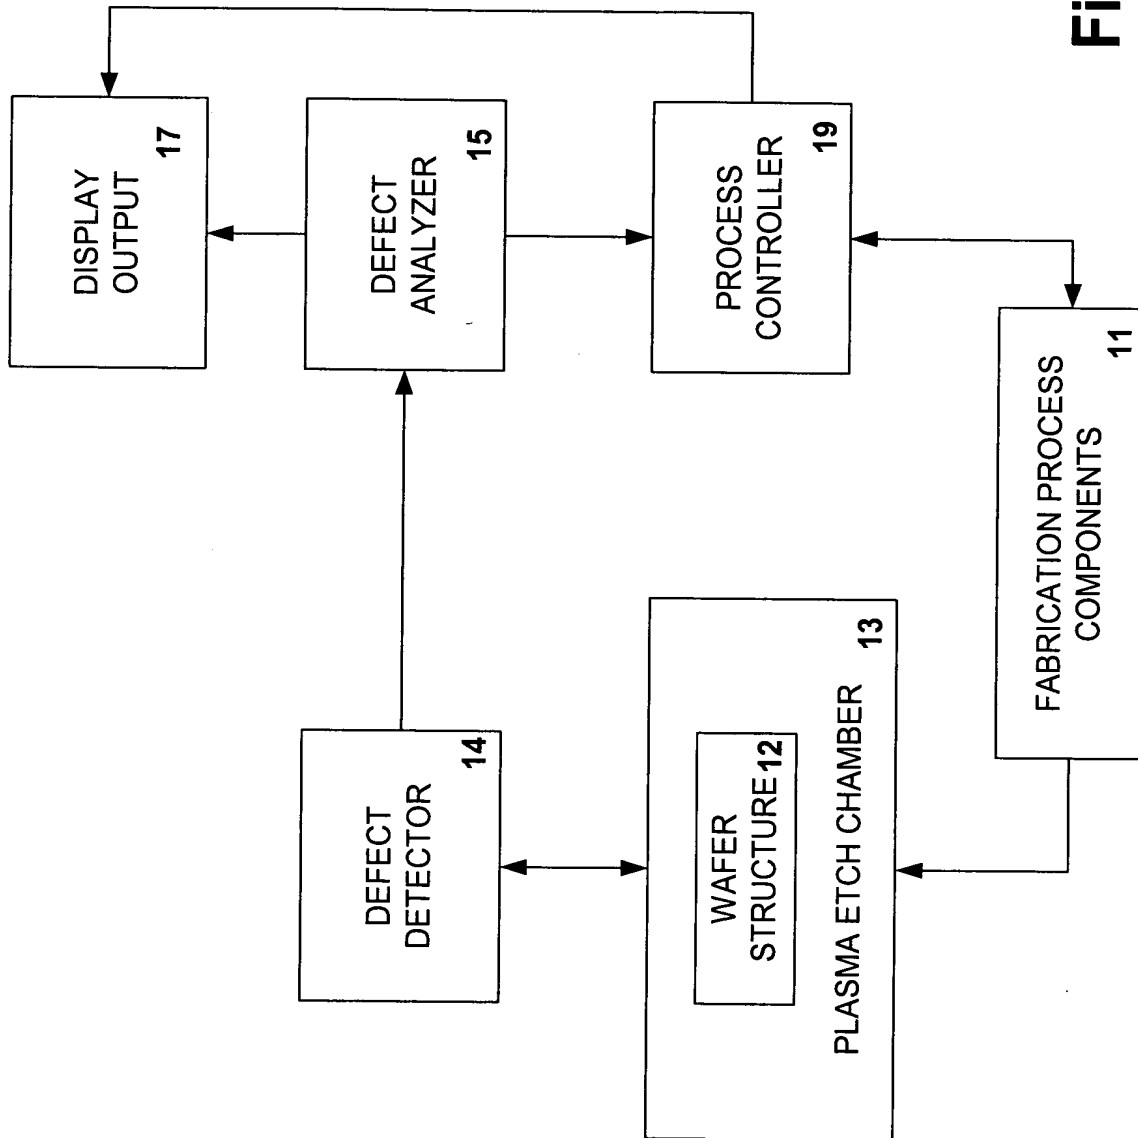 DISPLAY
OUTPUT
17
DEFECT
DETECTOR
14
DEFECT
ANALYZER
15
WAFER
STRUCTURE
12
PLASMA ETCH CHAMBER
13
PROCESS
CONTROLLER
19
FABRICATION PROCESS
COMPONENTS
11
Fi